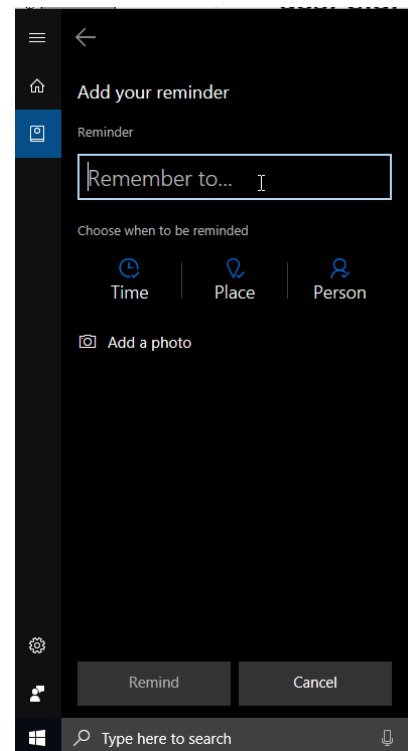 Add your reminder
Reminder
Remember to...
Choose when to be reminded
Time Place Person
Add a photo
Remind Cancel
Type here to search